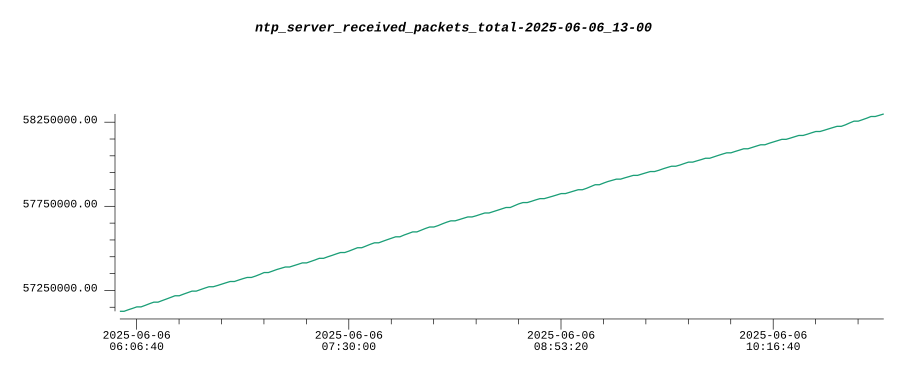 ntp_server_received_packets_total-2025-06-06_13-00
58250000.00
57750000.00
57250000.00
2025-06-06 2025-06-06 2025-06-06 2025-06-06
06:06:40 07:30:00 08:53:20 10:16:40